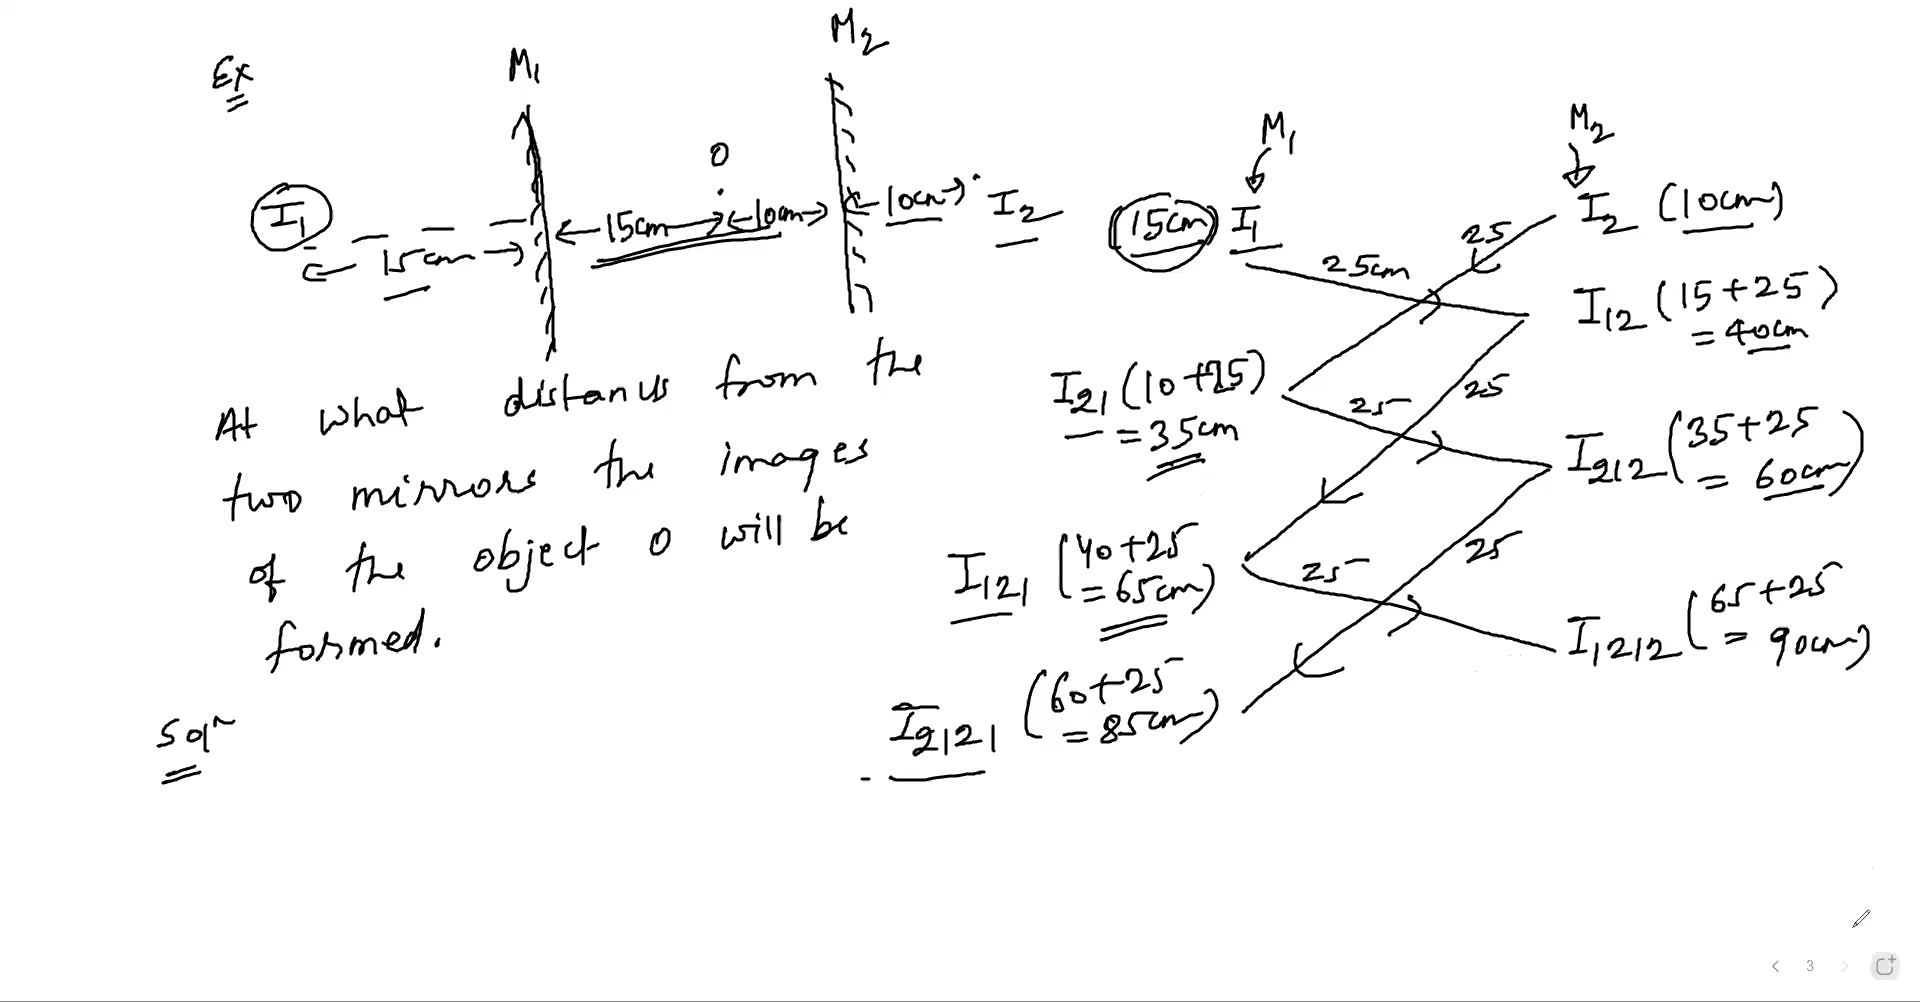 Ex
M1
M2
O
I1
15cm
15cm
10cm
10cm
I2
At what distanus from the
two mirrors the images
of the object O will be
formed.
Solⁿ
M1
M2
15cm I1
I2 (10cm)
25cm
25
I12 (15+25)
= 40cm
I21 (10+25)
= 35cm
25
25
I212 (35+25
= 60cm)
I121 (40+25
= 65cm)
25
25
I1212 (65+25
= 90cm)
I2121 (60+25
= 85cm)
3